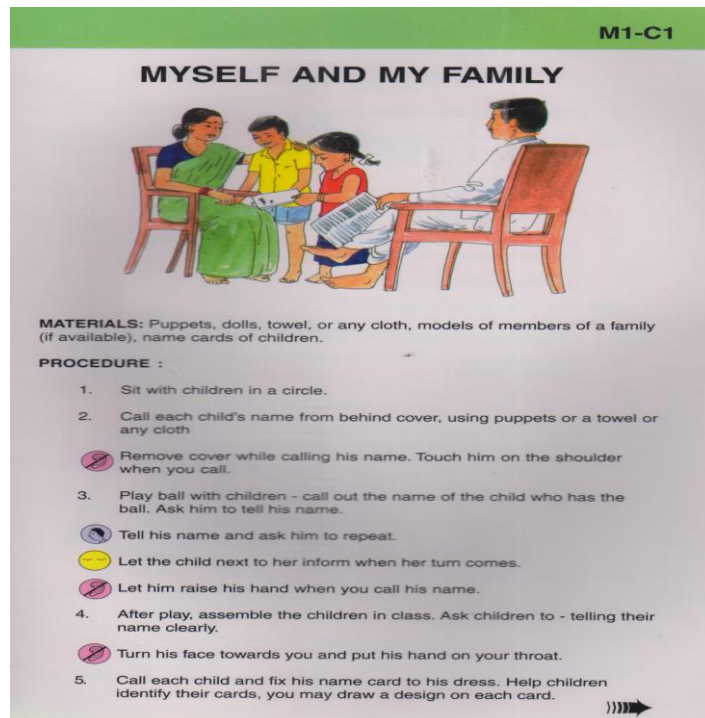 M1-C1
MYSELF AND MY FAMILY
MATERIALS: Puppets, dolls, towel, or any cloth, models of members of a family
(if available), name cards of children.
PROCEDURE :
1. Sit with children in a circle.
2. Call each child's name from behind cover, using puppets or a towel or
any cloth
Remove cover while calling his name. Touch him on the shoulder
when you call.
3. Play ball with children - call out the name of the child who has the
ball. Ask him to tell his name.
Tell his name and ask him to repeat.
Let the child next to her inform when her turn comes.
Let him raise his hand when you call his name.
4. After play, assemble the children in class. Ask children to - telling their
name clearly.
Turn his face towards you and put his hand on your throat.
5. Call each child and fix his name card to his dress. Help children
identify their cards, you may draw a design on each card.